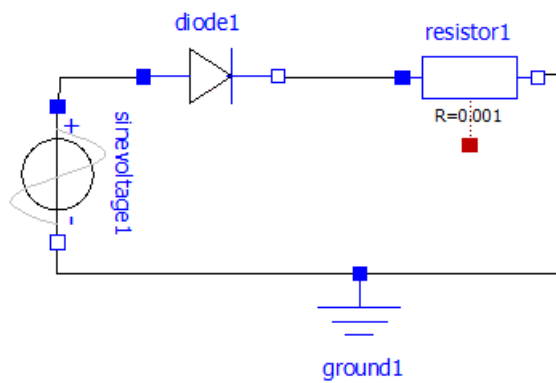 diode1
resistor1
R=0.001
+
sinevoltage1
-
ground1